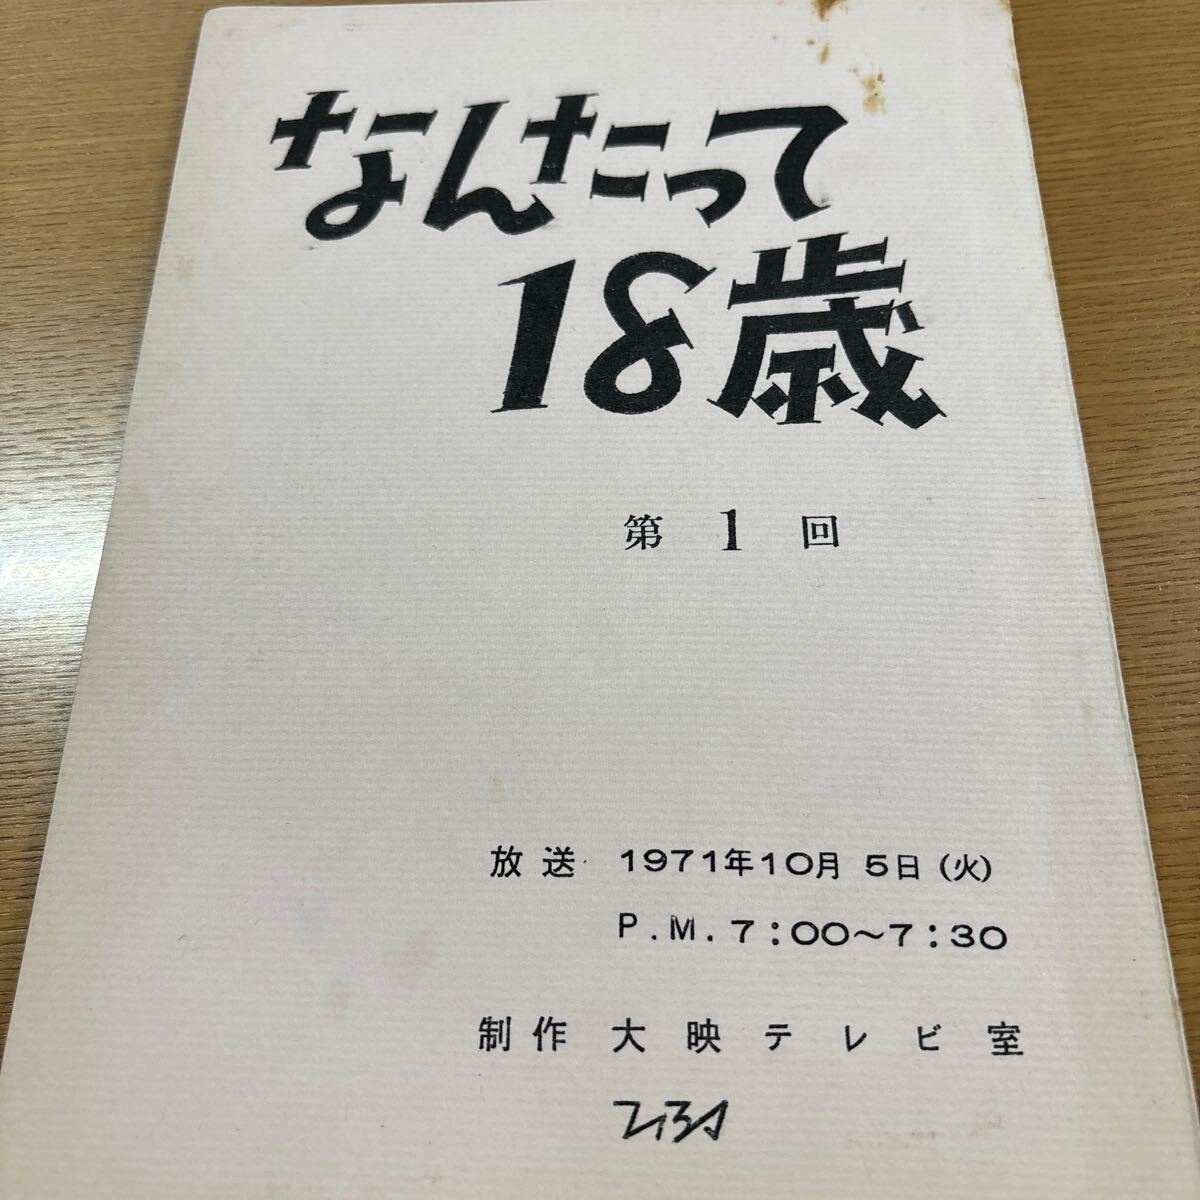 なんたって
18歳
第 1 回
放送 1971年10月 5日(火)
P.M.7:00〜7:30
制作 大映テレビ室
TBS